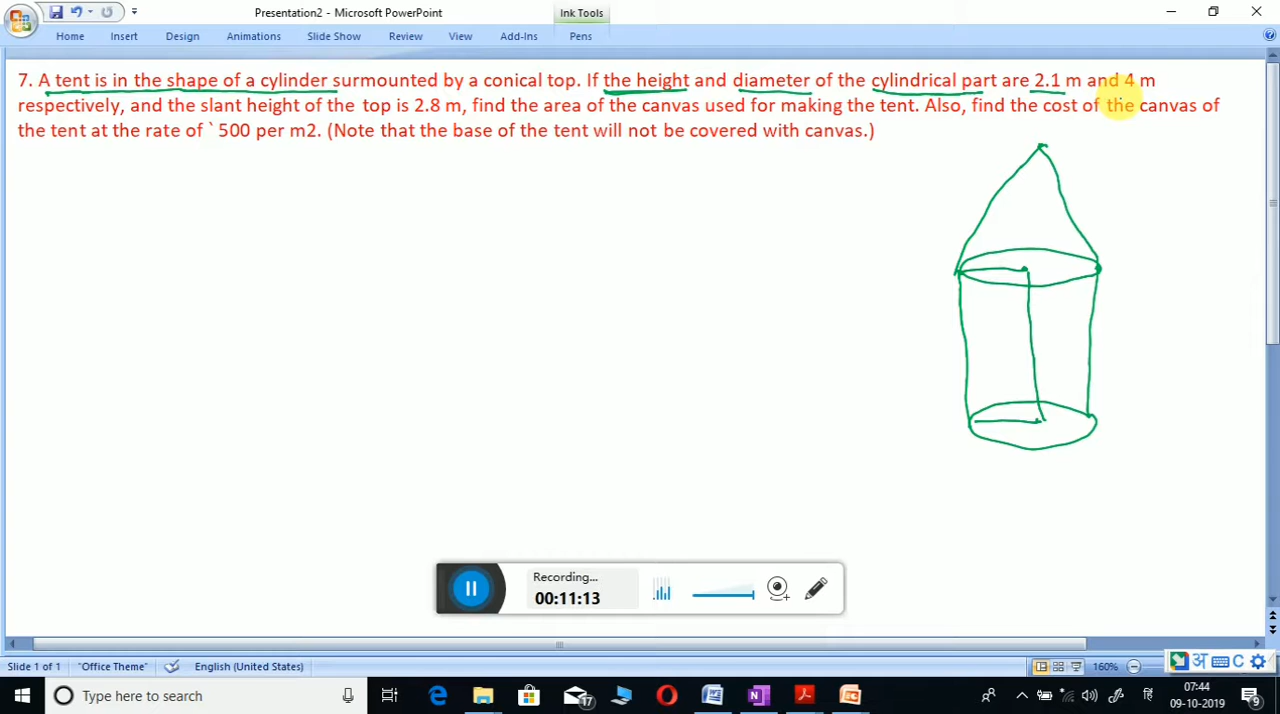 Presentation2 - Microsoft PowerPoint
Ink Tools
Home Insert Design Animations Slide Show Review View Add-Ins Pens
7. A tent is in the shape of a cylinder surmounted by a conical top. If the height and diameter of the cylindrical part are 2.1 m and 4 m
respectively, and the slant height of the top is 2.8 m, find the area of the canvas used for making the tent. Also, find the cost of the canvas of
the tent at the rate of ` 500 per m2. (Note that the base of the tent will not be covered with canvas.)
Recording...
00:11:13
Slide 1 of 1 "Office Theme" English (United States) 160% अ C
Type here to search 17 हि 07:44
09-10-2019 9